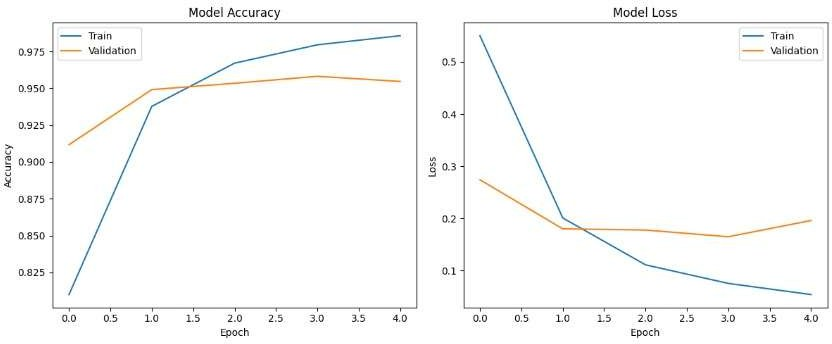 Model Accuracy
Train
Validation
0.975
0.950
0.925
0.900
0.875
0.850
0.825
Accuracy
0.0 0.5 1.0 1.5 2.0 2.5 3.0 3.5 4.0
Epoch
Model Loss
Train
Validation
0.5
0.4
0.3
0.2
0.1
Loss
0.0 0.5 1.0 1.5 2.0 2.5 3.0 3.5 4.0
Epoch